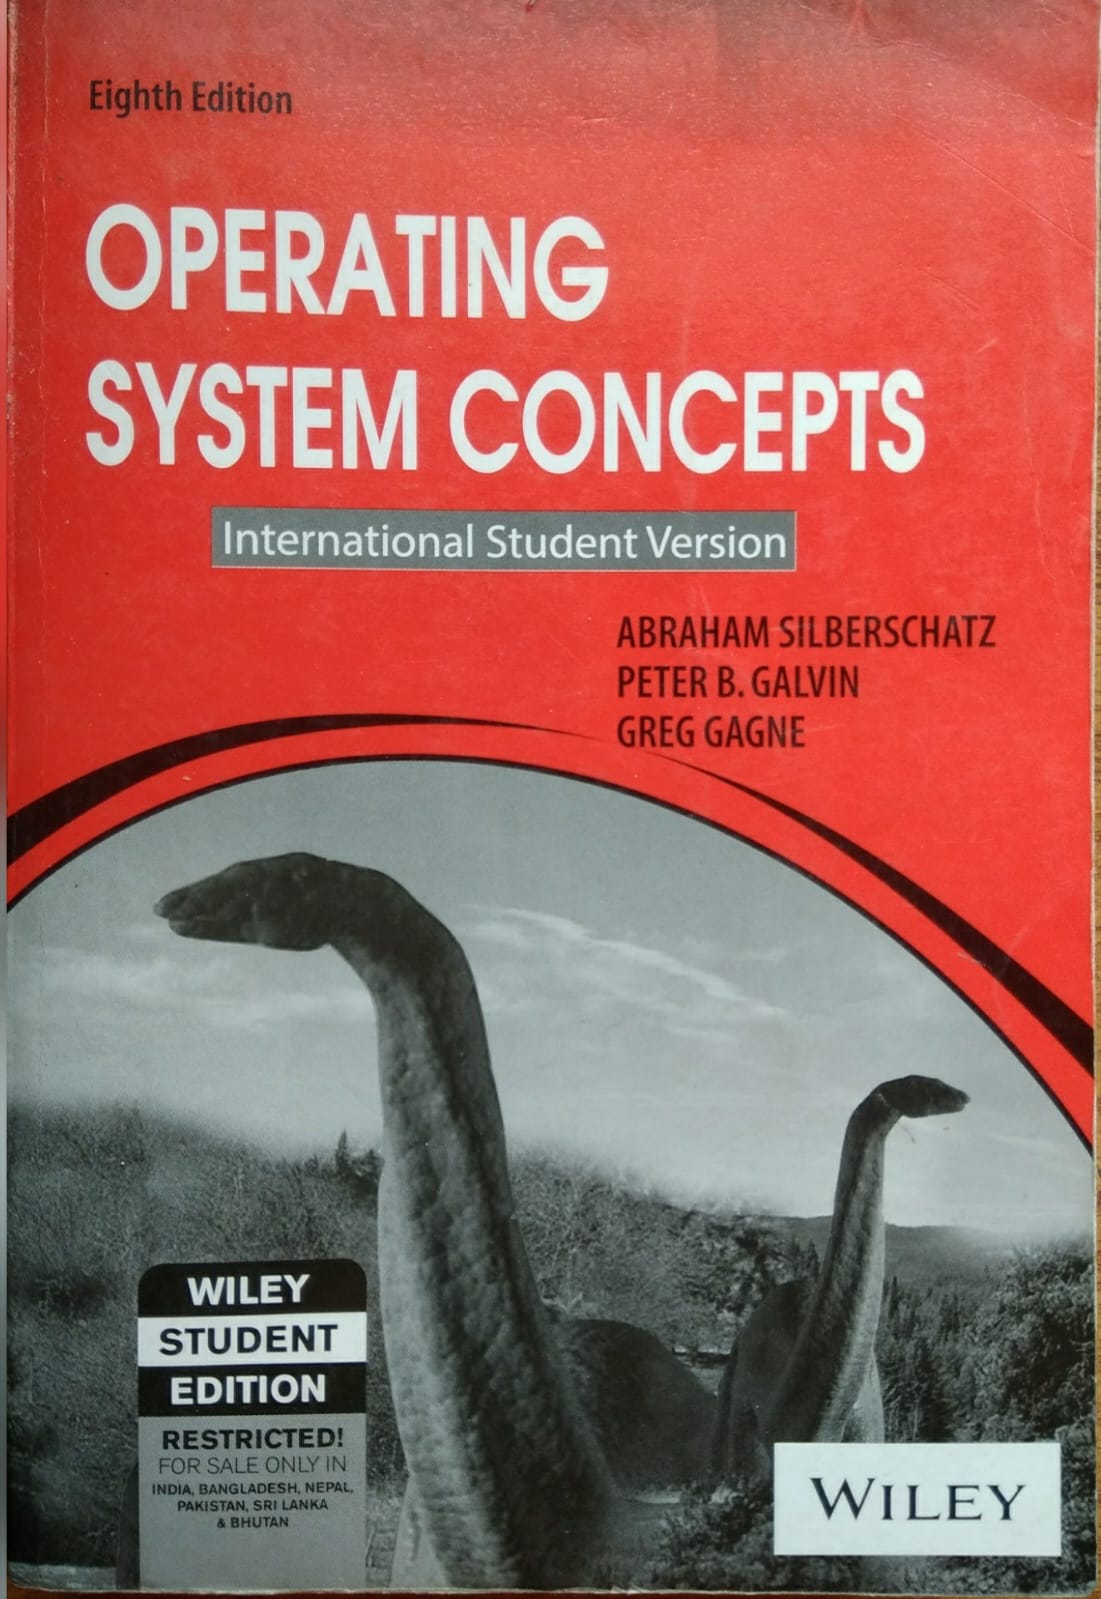 Eighth Edition
OPERATING
SYSTEM CONCEPTS
International Student Version
ABRAHAM SILBERSCHATZ
PETER B. GALVIN
GREG GAGNE
WILEY
STUDENT
EDITION
RESTRICTED!
FOR SALE ONLY IN
INDIA, BANGLADESH, NEPAL,
PAKISTAN, SRI LANKA
& BHUTAN
WILEY